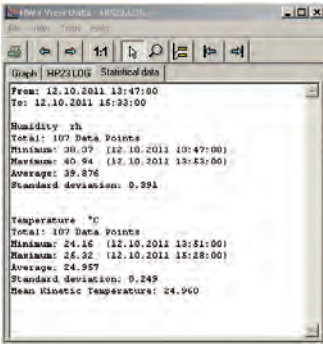 HW4 View Data - HP23.LOG
File View Tools Help
1:1
Graph HP23.LOG Statistical data
From: 12.10.2011 13:47:00
To: 12.10.2011 15:33:00
Humidity rh
Total: 107 Data Points
Minimum: 38.37 (12.10.2011 13:47:00)
Maximum: 40.94 (12.10.2011 13:53:00)
Average: 39.876
Standard deviation: 0.391
Temperature °C
Total: 107 Data Points
Minimum: 24.16 (12.10.2011 13:51:00)
Maximum: 25.32 (12.10.2011 15:28:00)
Average: 24.957
Standard deviation: 0.249
Mean Kinetic Temperature: 24.960